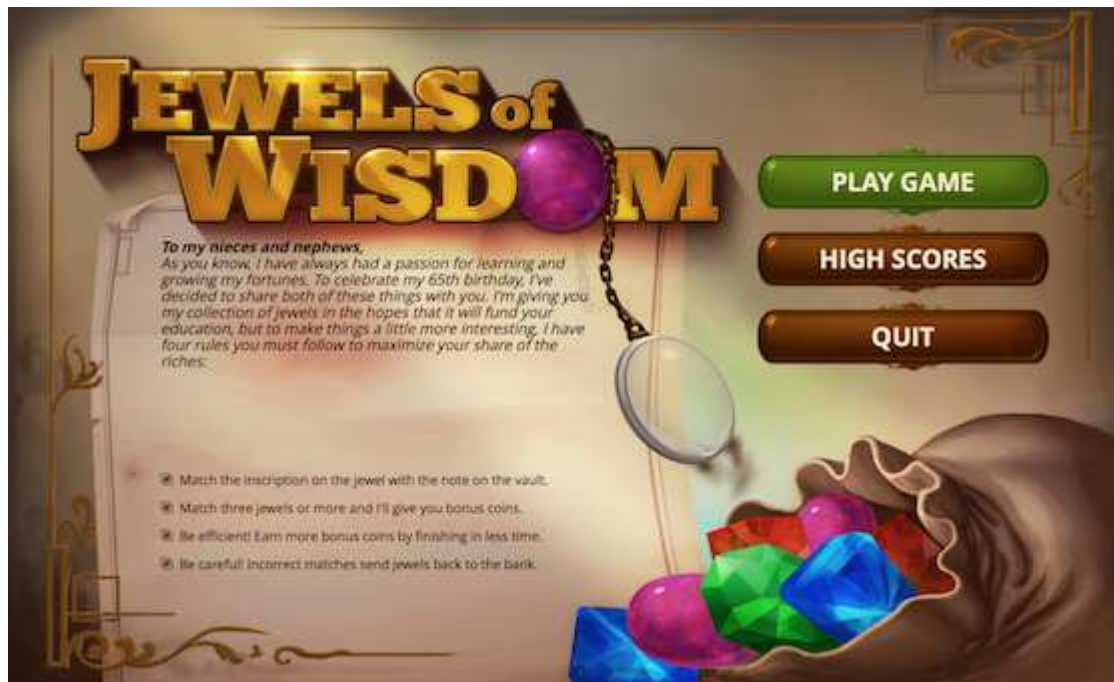 JEWELS of
WISDOM
To my nieces and nephews,
As you know, I have always had a passion for learning and
growing my fortunes. To celebrate my 65th birthday, I've
decided to share both of these things with you. I'm giving you
my collection of jewels in the hopes that it will fund your
education, but to make things a little more interesting, I have
four rules you must follow to maximize your share of the
riches:
Match the inscription on the jewel with the note on the vault.
Match three jewels or more and I'll give you bonus coins.
Be efficient! Earn more bonus coins by finishing in less time.
Be careful! Incorrect matches send jewels back to the bank.
PLAY GAME
HIGH SCORES
QUIT